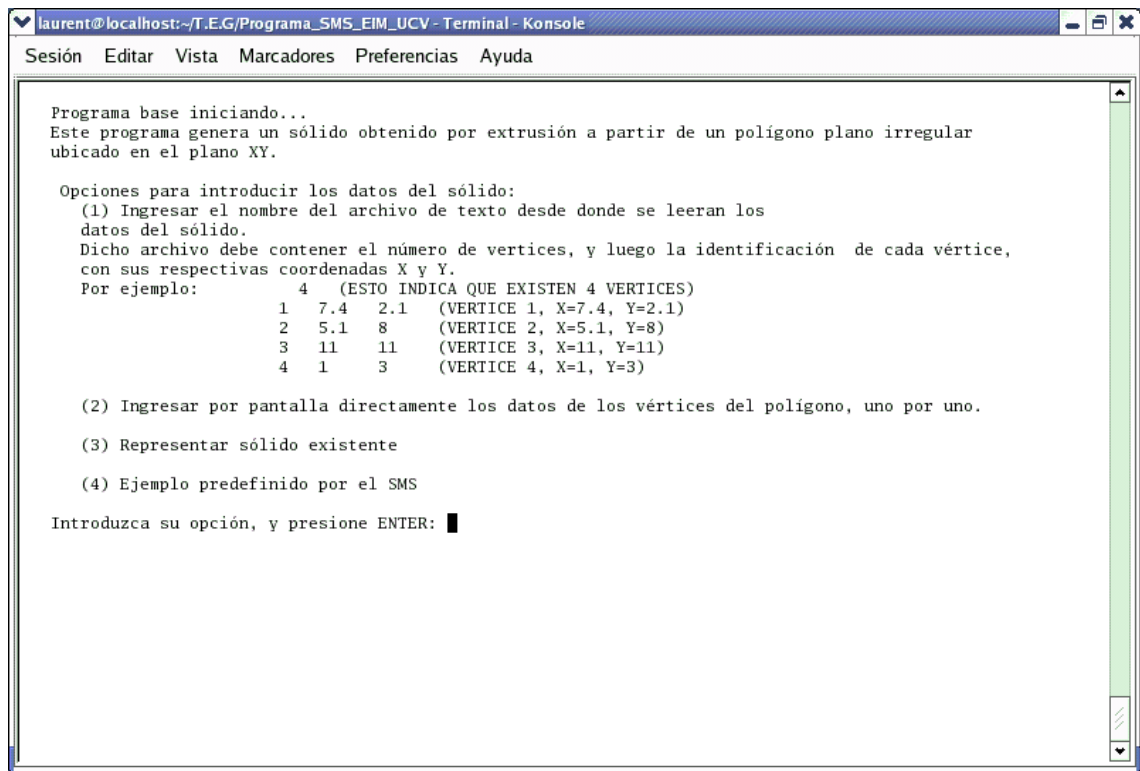 laurent@localhost:~/T.E.G/Programa_SMS_EIM_UCV - Terminal - Konsole
Sesión Editar Vista Marcadores Preferencias Ayuda
Programa base iniciando...
Este programa genera un sólido obtenido por extrusión a partir de un polígono plano irregular
ubicado en el plano XY.
Opciones para introducir los datos del sólido:
(1) Ingresar el nombre del archivo de texto desde donde se leeran los
datos del sólido.
Dicho archivo debe contener el número de vertices, y luego la identificación de cada vértice,
con sus respectivas coordenadas X y Y.
Por ejemplo: 4 (ESTO INDICA QUE EXISTEN 4 VERTICES)
1 7.4 2.1 (VERTICE 1, X=7.4, Y=2.1)
2 5.1 8 (VERTICE 2, X=5.1, Y=8)
3 11 11 (VERTICE 3, X=11, Y=11)
4 1 3 (VERTICE 4, X=1, Y=3)
(2) Ingresar por pantalla directamente los datos de los vértices del polígono, uno por uno.
(3) Representar sólido existente
(4) Ejemplo predefinido por el SMS
Introduzca su opción, y presione ENTER: